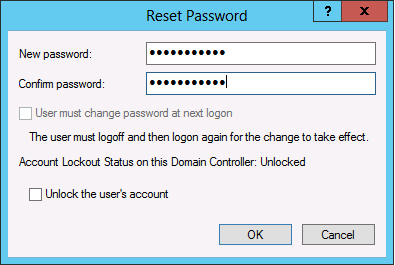 Reset Password
?
x
New password:
●●●●●●●●●●●
Confirm password:
●●●●●●●●●●●
User must change password at next logon
The user must logoff and then logon again for the change to take effect.
Account Lockout Status on this Domain Controller: Unlocked
Unlock the user's account
OK
Cancel